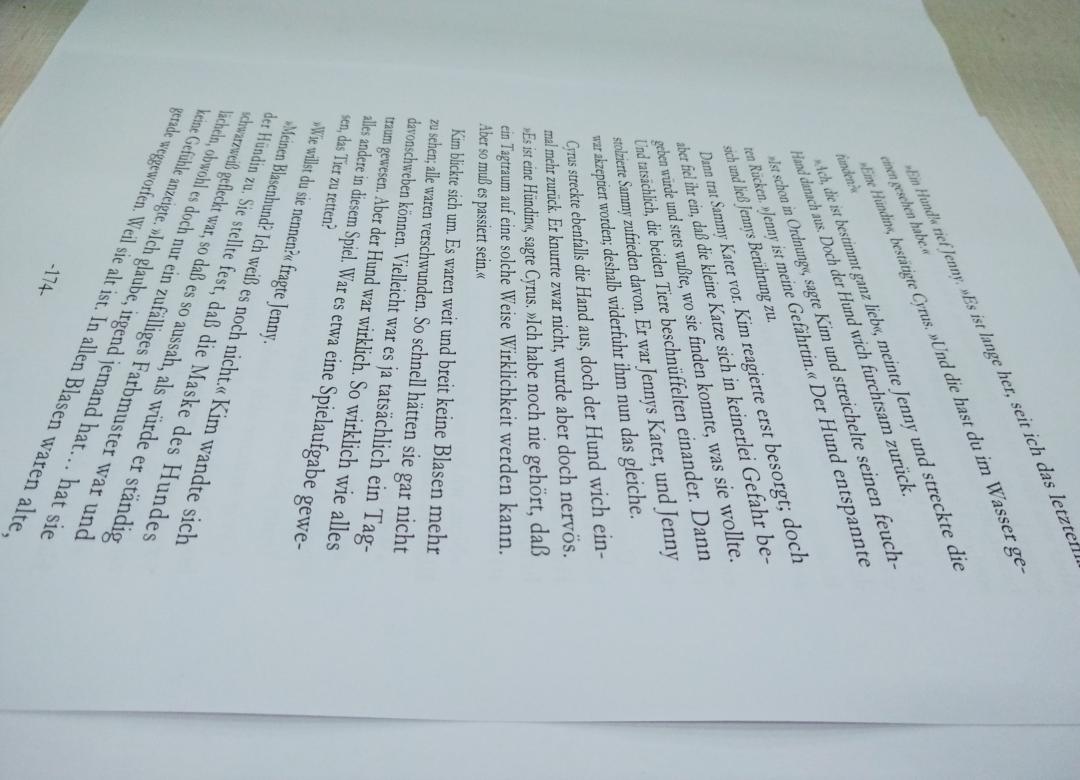 »Ein Hund!« rief Jenny. »Es ist lange her, seit ich das letztem
einen gesehen habe.«
»Eine Hündin«, bestätigte Cyrus. »Und die hast du im Wasser ge-
funden?«
»Ach, die ist bestimmt ganz lieb«, meinte Jenny und streckte die
Hand danach aus. Doch der Hund wich furchtsam zurück.
»Ist schon in Ordnung«, sagte Kim und streichelte seinen feuch-
ten Rücken. »Jenny ist meine Gefährtin.« Der Hund entspannte
sich und ließ Jennys Berührung zu.
Dann trat Sammy Kater vor. Kim reagierte erst besorgt; doch
aber fiel ihr ein, daß die kleine Katze sich in keinerlei Gefahr be-
geben würde und stets wußte, wo sie finden konnte, was sie wollte.
Und tatsächlich, die beiden Tiere beschnüffelten einander. Dann
stolzierte Sammy zufrieden davon. Er war Jennys Kater, und Jenny
war akzeptiert worden; deshalb widerfuhr ihm nun das gleiche.
Cyrus streckte ebenfalls die Hand aus, doch der Hund wich ein-
mal mehr zurück. Er knurrte zwar nicht, wurde aber doch nervös.
»Es ist eine Hündin«, sagte Cyrus. »Ich habe noch nie gehört, daß
ein Tagtraum auf eine solche Weise Wirklichkeit werden kann.
Aber so muß es passiert sein.«
Kim blickte sich um. Es waren weit und breit keine Blasen mehr
zu sehen; alle waren verschwunden. So schnell hätten sie gar nicht
davonschweben können. Vielleicht war es ja tatsächlich ein Tag-
traum gewesen. Aber der Hund war wirklich. So wirklich wie alles
alles andere in diesem Spiel. War es etwa eine Spielaufgabe gewe-
sen, das Tier zu retten?
»Wie willst du sie nennen?« fragte Jenny.
»Meinen Blasenhund? Ich weiß es noch nicht.« Kim wandte sich
der Hündin zu. Sie stellte fest, daß die Maske des Hundes
schwarzweiß gefleckt war, so daß es so aussah, als würde er ständig
lächeln, obwohl es doch nur ein zufälliges Farbmuster war und
keine Gefühle anzeigte. »Ich glaube, irgend jemand hat… hat sie
gerade weggeworfen. Weil sie alt ist. In allen Blasen waren alte,
-174-